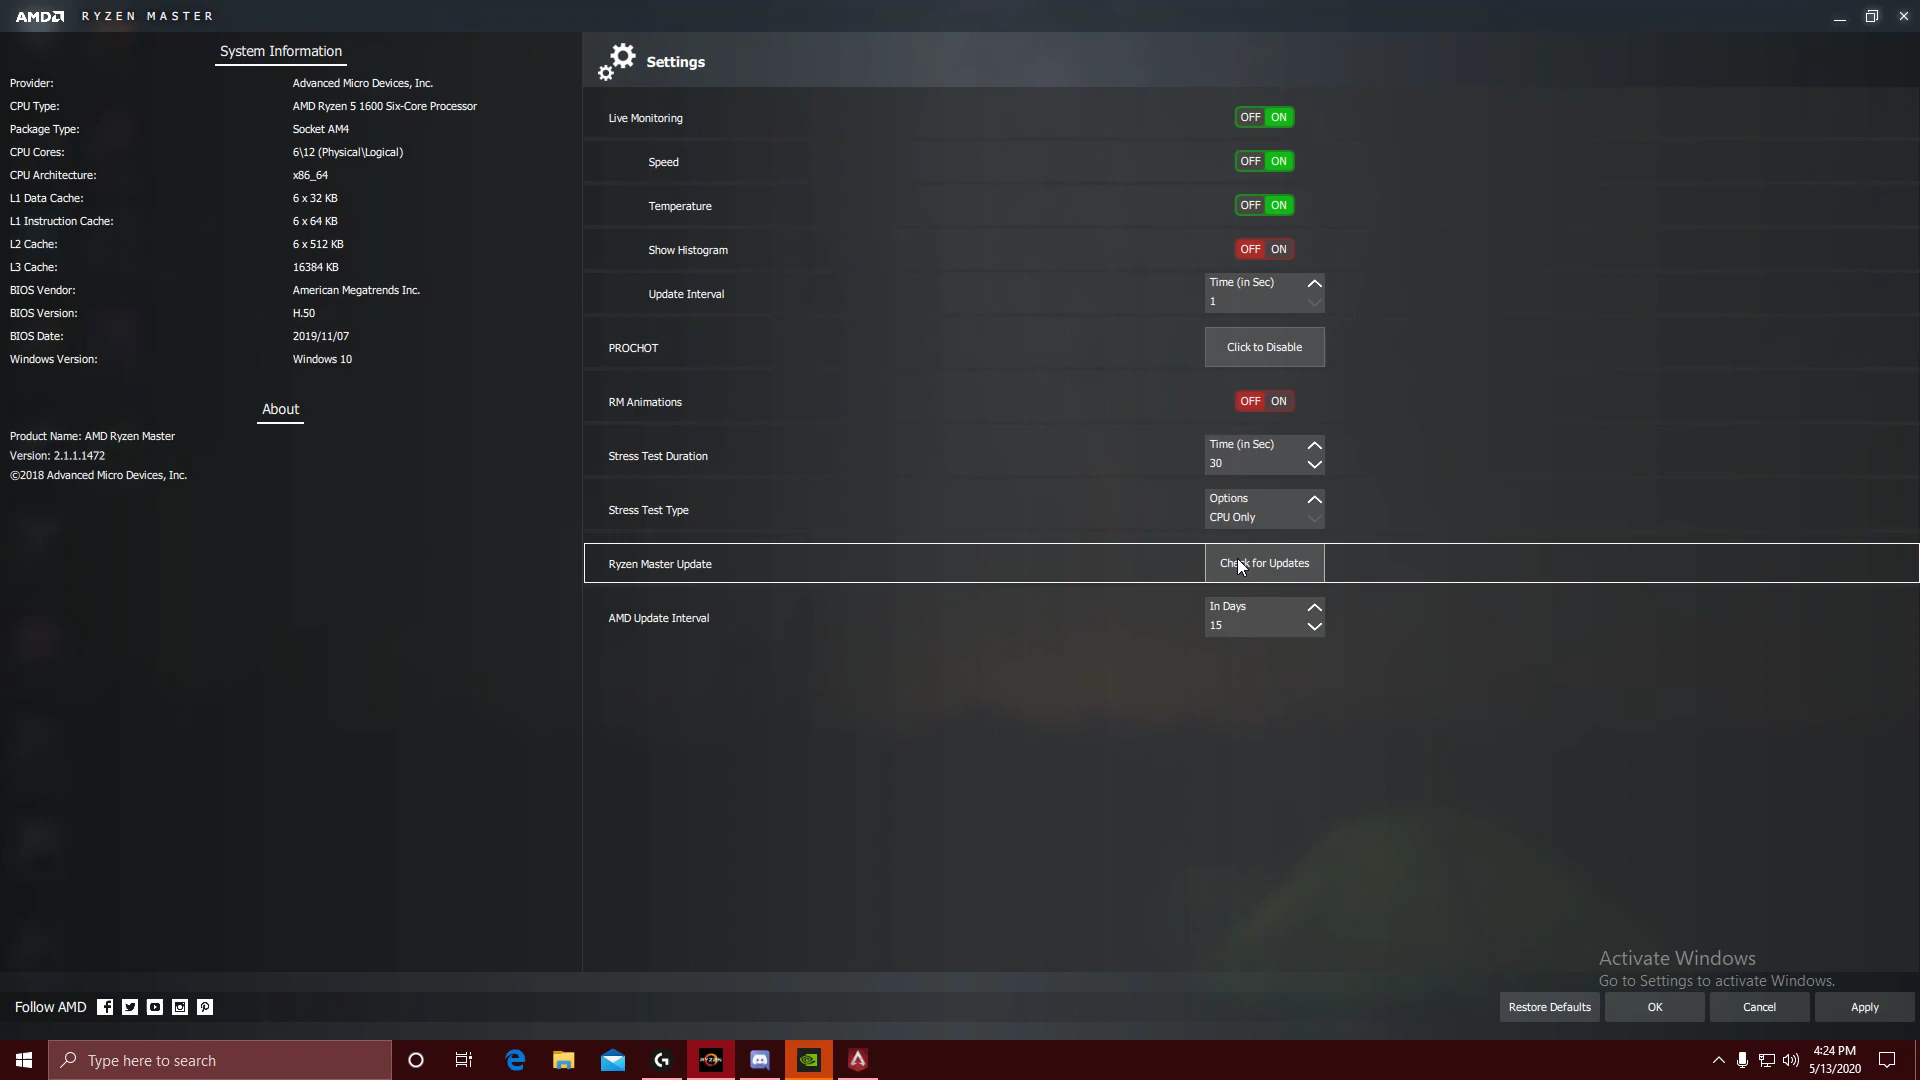 AMD RYZEN MASTER
System Information
Provider: Advanced Micro Devices, Inc.
CPU Type: AMD Ryzen 5 1600 Six-Core Processor
Package Type: Socket AM4
CPU Cores: 6\12 (Physical\Logical)
CPU Architecture: x86_64
L1 Data Cache: 6 x 32 KB
L1 Instruction Cache: 6 x 64 KB
L2 Cache: 6 x 512 KB
L3 Cache: 16384 KB
BIOS Vendor: American Megatrends Inc.
BIOS Version: H.50
BIOS Date: 2019/11/07
Windows Version: Windows 10
About
Product Name: AMD Ryzen Master
Version: 2.1.1.1472
©2018 Advanced Micro Devices, Inc.
Settings
Live Monitoring OFF ON
Speed OFF ON
Temperature OFF ON
Show Histogram OFF ON
Update Interval Time (in Sec)
1
PROCHOT Click to Disable
RM Animations OFF ON
Stress Test Duration Time (in Sec)
30
Stress Test Type Options
CPU Only
Ryzen Master Update Check for Updates
AMD Update Interval In Days
15
Activate Windows
Go to Settings to activate Windows.
Follow AMD
Restore Defaults OK Cancel Apply
Type here to search
RYZEN
4:24 PM
5/13/2020